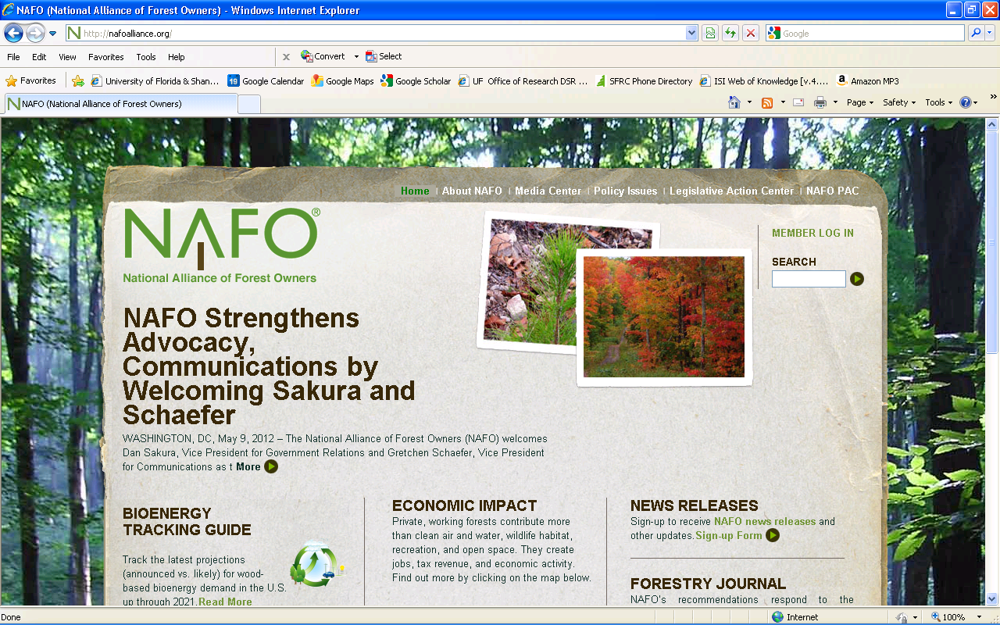 NAFO (National Alliance of Forest Owners) - Windows Internet Explorer
http://nafoalliance.org/
Google
File Edit View Favorites Tools Help
Convert Select
Favorites University of Florida & Shan... 19 Google Calendar Google Maps Google Scholar UF Office of Research DSR ... SFRC Phone Directory ISI Web of Knowledge [v.4.... Amazon MP3
NAFO (National Alliance of Forest Owners)
Page Safety Tools
Home | About NAFO | Media Center | Policy Issues | Legislative Action Center | NAFO PAC
NAFO®
National Alliance of Forest Owners
MEMBER LOG IN
SEARCH
NAFO Strengthens
Advocacy,
Communications by
Welcoming Sakura and
Schaefer
WASHINGTON, DC, May 9, 2012 – The National Alliance of Forest Owners (NAFO) welcomes
Dan Sakura, Vice President for Government Relations and Gretchen Schaefer, Vice President
for Communications as t More
BIOENERGY
TRACKING GUIDE
Track the latest projections
(announced vs. likely) for wood-
based bioenergy demand in the U.S.
up through 2021.Read More
ECONOMIC IMPACT
Private, working forests contribute more
than clean air and water, wildlife habitat,
recreation, and open space. They create
jobs, tax revenue, and economic activity.
Find out more by clicking on the map below.
NEWS RELEASES
Sign-up to receive NAFO news releases and
other updates.Sign-up Form
FORESTRY JOURNAL
NAFO's recommendations respond to the
Done
Internet
100%